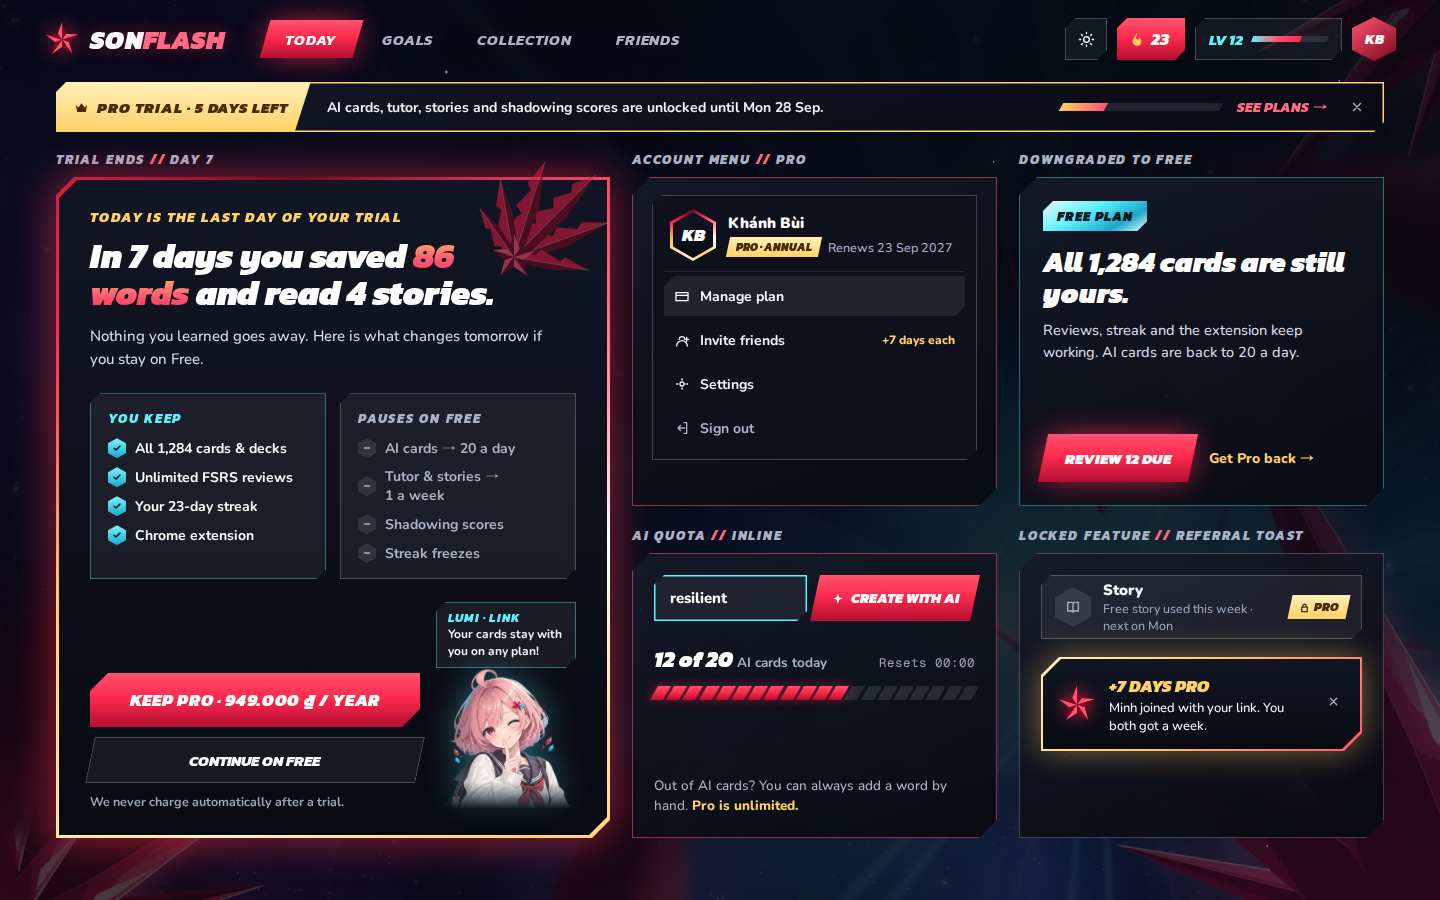 SONFLASH
TODAY
GOALS
COLLECTION
FRIENDS
23
LV 12
KB
PRO TRIAL · 5 DAYS LEFT
AI cards, tutor, stories and shadowing scores are unlocked until Mon 28 Sep.
SEE PLANS →
×
TRIAL ENDS // DAY 7
TODAY IS THE LAST DAY OF YOUR TRIAL
In 7 days you saved 86
words and read 4 stories.
Nothing you learned goes away. Here is what changes tomorrow if
you stay on Free.
YOU KEEP
All 1,284 cards & decks
Unlimited FSRS reviews
Your 23-day streak
Chrome extension
PAUSES ON FREE
AI cards → 20 a day
Tutor & stories →
1 a week
Shadowing scores
Streak freezes
LUMI · LINK
Your cards stay with
you on any plan!
KEEP PRO · 949.000 ₫ / YEAR
CONTINUE ON FREE
We never charge automatically after a trial.
ACCOUNT MENU // PRO
KB
Khánh Bùi
PRO · ANNUAL
Renews 23 Sep 2027
Manage plan
Invite friends
+7 days each
Settings
Sign out
DOWNGRADED TO FREE
FREE PLAN
All 1,284 cards are still
yours.
Reviews, streak and the extension keep
working. AI cards are back to 20 a day.
REVIEW 12 DUE
Get Pro back →
AI QUOTA // INLINE
resilient
CREATE WITH AI
12 of 20 AI cards today
Resets 00:00
Out of AI cards? You can always add a word by
hand. Pro is unlimited.
LOCKED FEATURE // REFERRAL TOAST
Story
Free story used this week ·
next on Mon
PRO
+7 DAYS PRO
Minh joined with your link. You
both got a week.
×